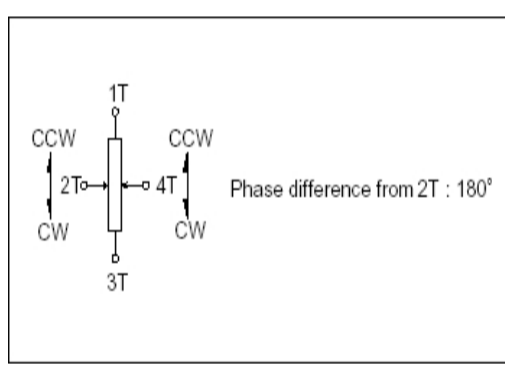 1T
CCW CCW
2T 4T Phase difference from 2T : 180°
CW CW
3T